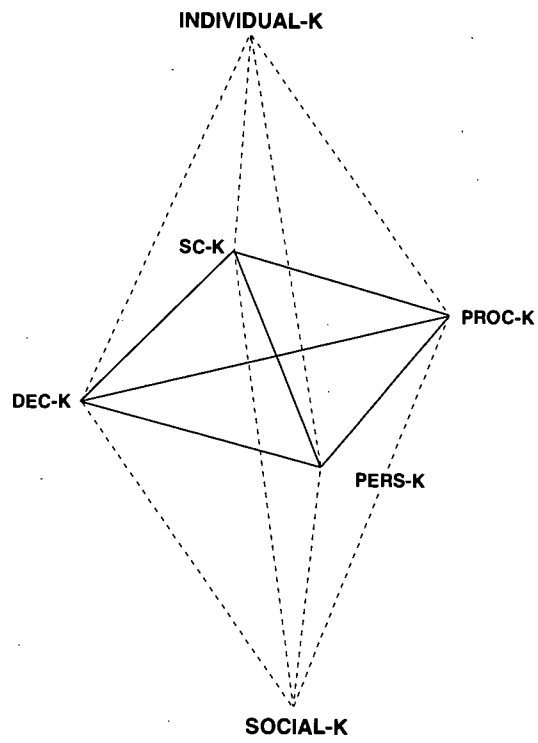 INDIVIDUAL-K
SC-K
PROC-K
DEC-K
PERS-K
SOCIAL-K